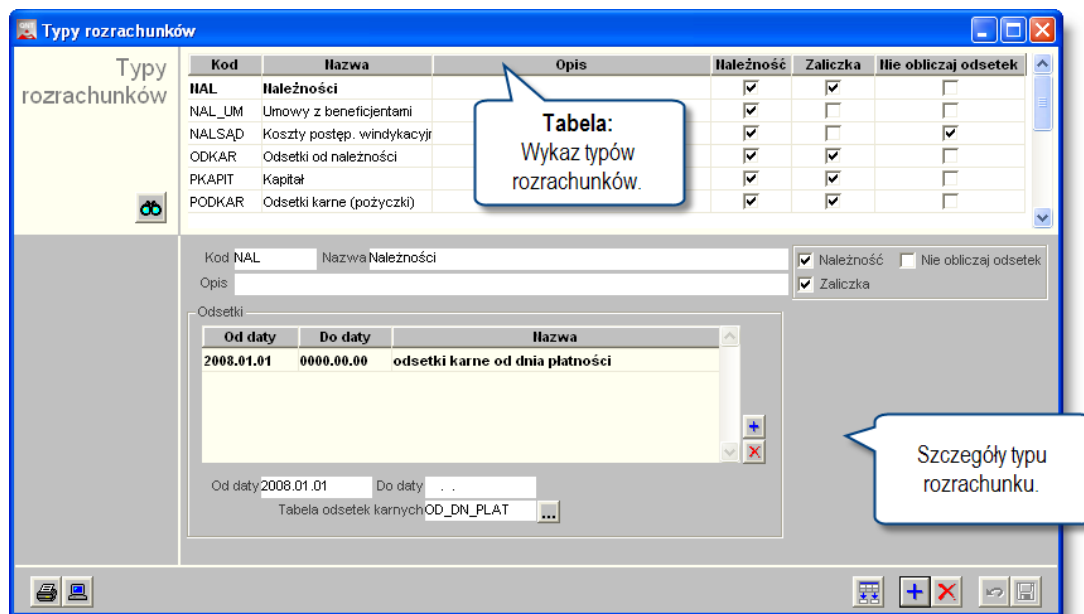 Typy rozrachunków
Typy
rozrachunków
Kod Nazwa Opis Należność Zaliczka Nie obliczaj odsetek
NAL Należności
NAL_UM Umowy z beneficjentami
NALSĄD Koszty postęp. windykacyjn
ODKAR Odsetki od należności
PKAPIT Kapitał
PODKAR Odsetki karne (pożyczki)
Tabela:
Wykaz typów
rozrachunków.
Kod NAL Nazwa Należności
Należność Nie obliczaj odsetek
Opis
Zaliczka
Odsetki
Od daty Do daty Nazwa
2008.01.01 0000.00.00 odsetki karne od dnia płatności
Od daty 2008.01.01 Do daty . .
Tabela odsetek karnych OD_DN_PLAT ...
Szczegóły typu
rozrachunku.